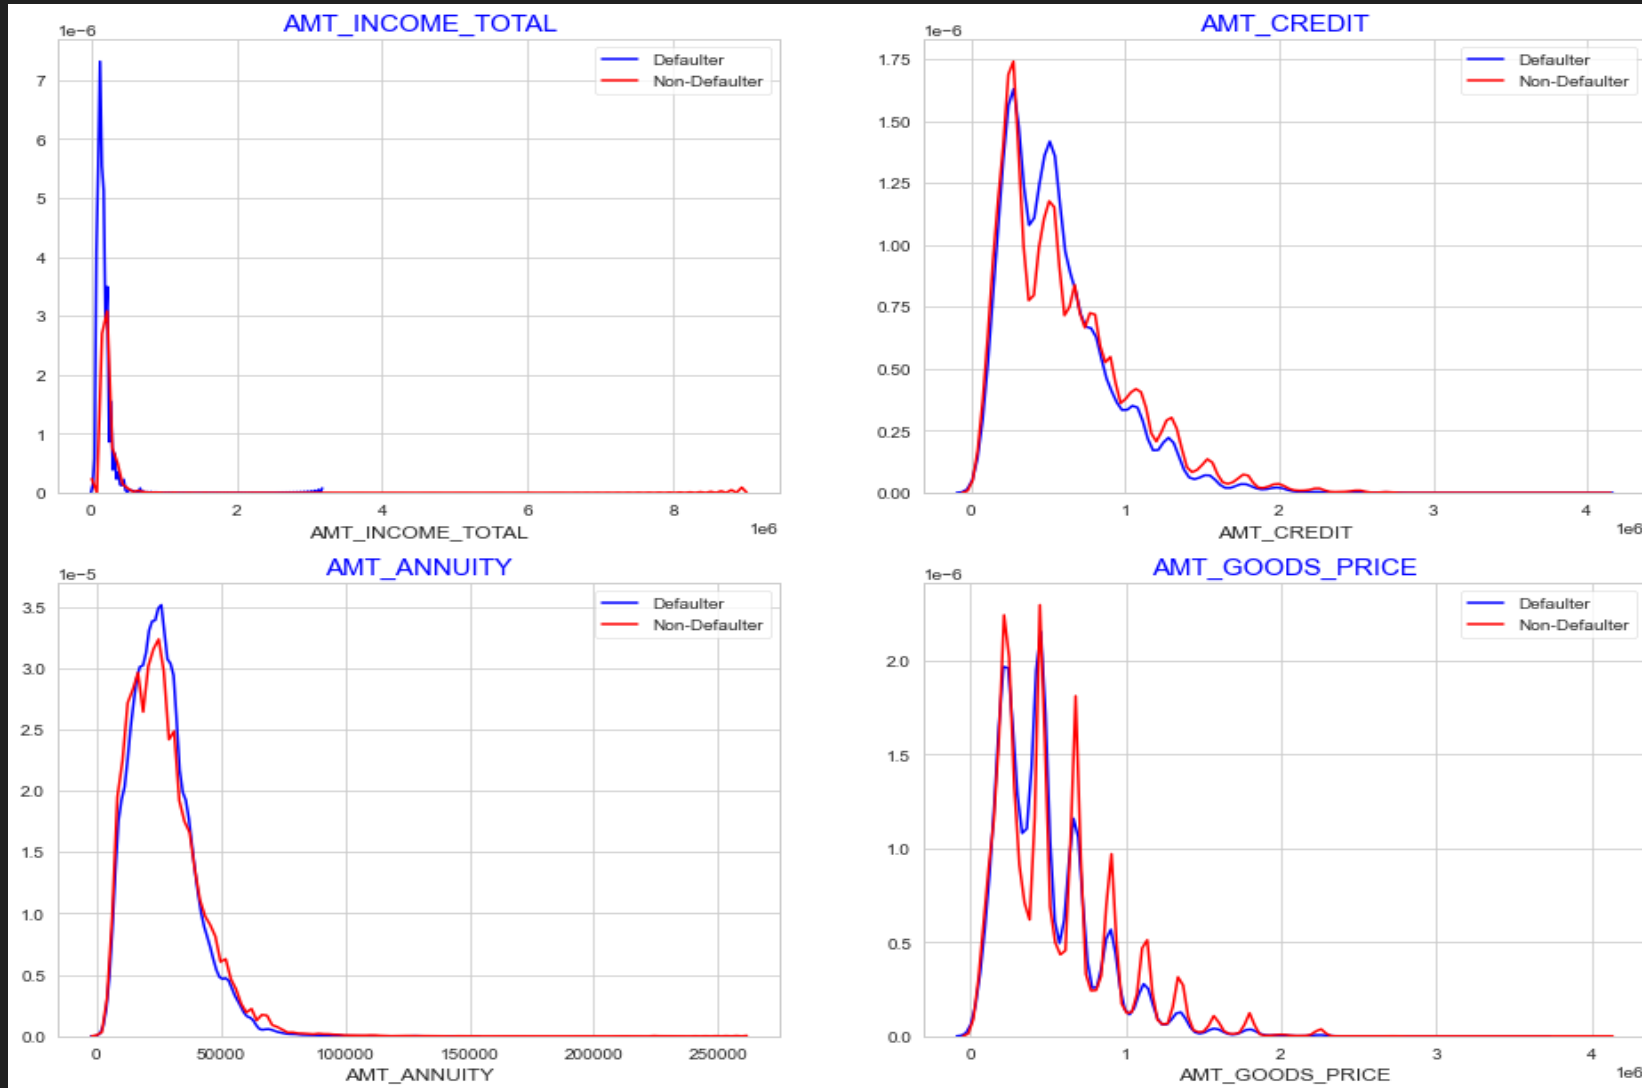 AMT_INCOME_TOTAL
1e−6
Defaulter
Non-Defaulter
7
6
5
4
3
2
1
0
0 2 4 6 8
1e6
AMT_INCOME_TOTAL
AMT_CREDIT
1e−6
Defaulter
Non-Defaulter
1.75
1.50
1.25
1.00
0.75
0.50
0.25
0.00
0 1 2 3 4
1e6
AMT_CREDIT
AMT_ANNUITY
1e−5
Defaulter
Non-Defaulter
3.5
3.0
2.5
2.0
1.5
1.0
0.5
0.0
0 50000 100000 150000 200000 250000
AMT_ANNUITY
AMT_GOODS_PRICE
1e−6
Defaulter
Non-Defaulter
2.0
1.5
1.0
0.5
0.0
0 1 2 3 4
1e6
AMT_GOODS_PRICE